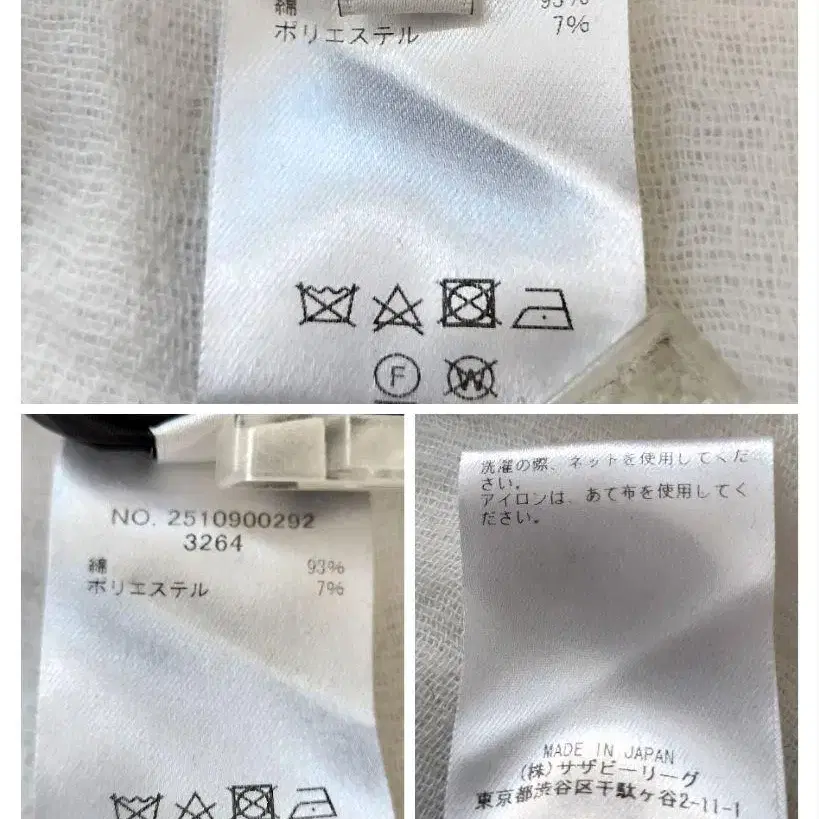 綿 93%
ポリエステル 7%
F
W
NO. 2510900292
3264
綿 93%
ポリエステル 7%
洗濯の際、ネットを使用してくだ
さい。
アイロンは、あて布を使用してく
ださい。
MADE IN JAPAN
(株)サザビーリーグ
東京都渋谷区千駄ヶ谷2-11-1